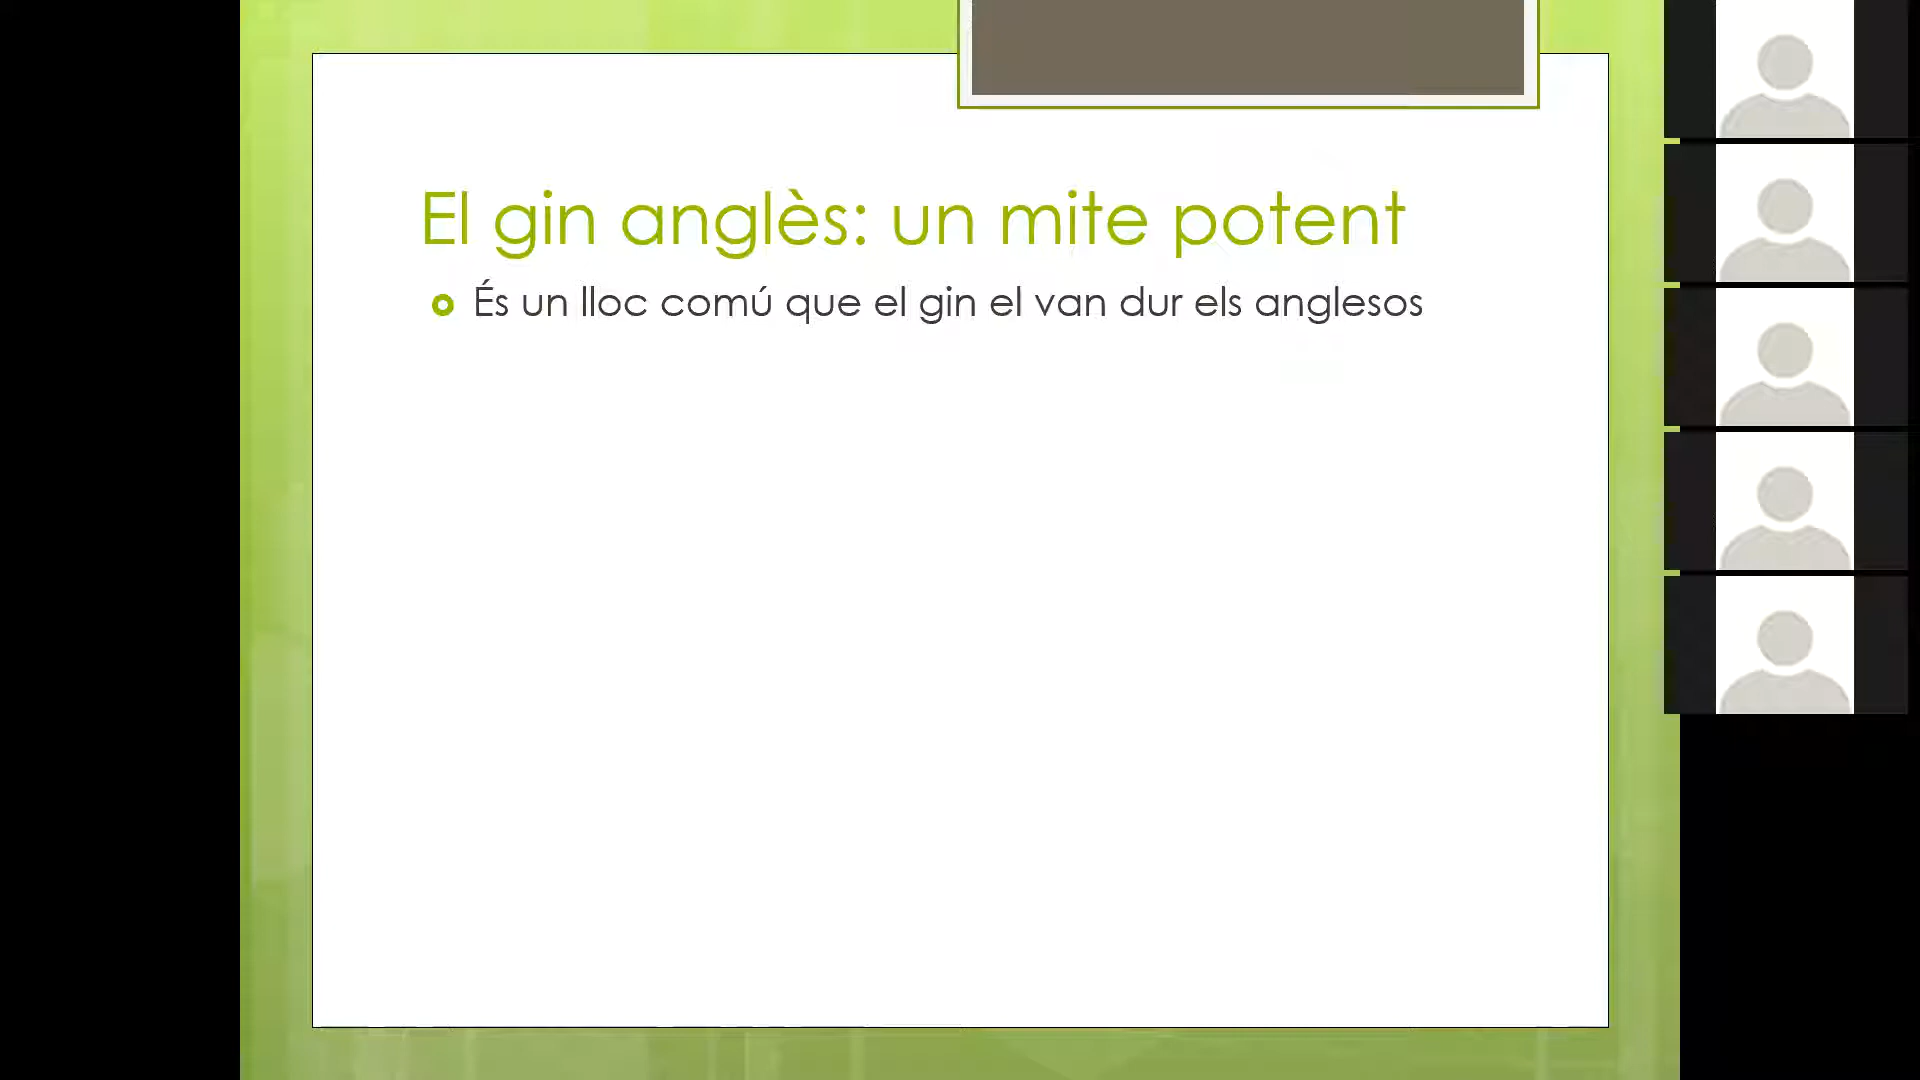 El gin anglès: un mite potent
És un lloc comú que el gin el van dur els anglesos